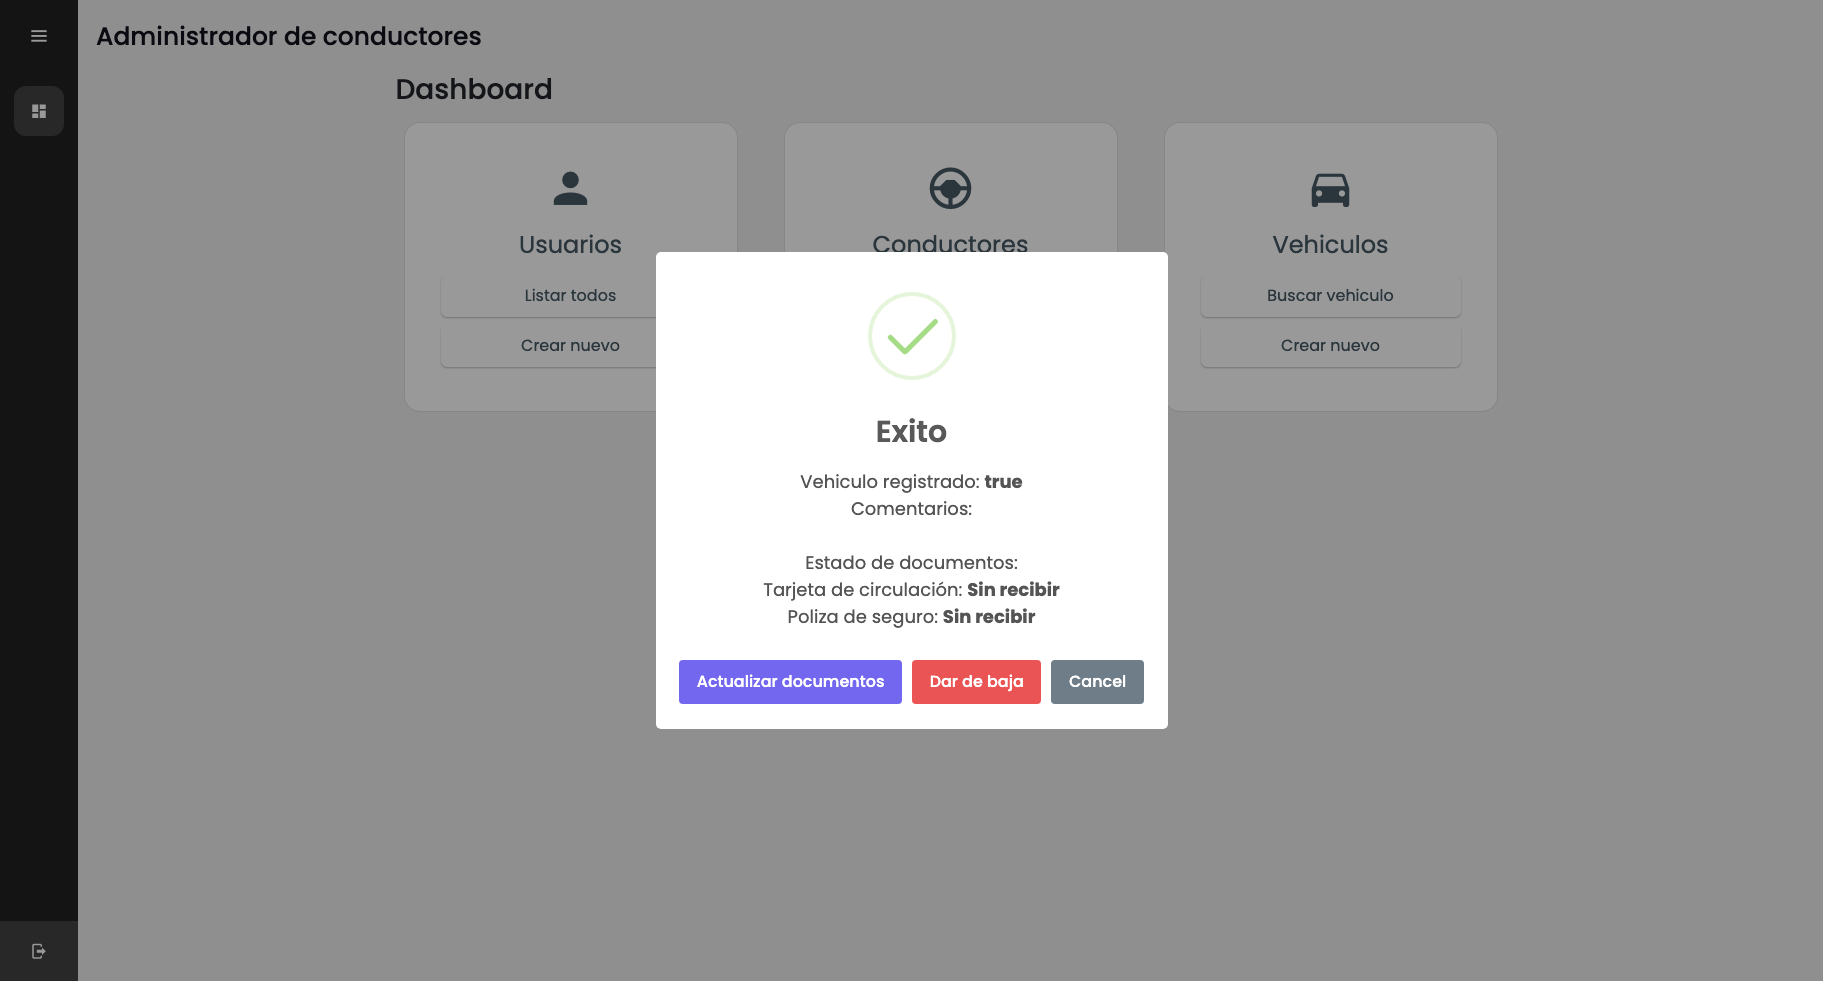 Administrador de conductores
Dashboard
Usuarios
Listar todos
Crear nuevo
Conductores
Vehiculos
Buscar vehiculo
Crear nuevo
Exito
Vehiculo registrado: true
Comentarios:
Estado de documentos:
Tarjeta de circulación: Sin recibir
Poliza de seguro: Sin recibir
Actualizar documentos
Dar de baja
Cancel